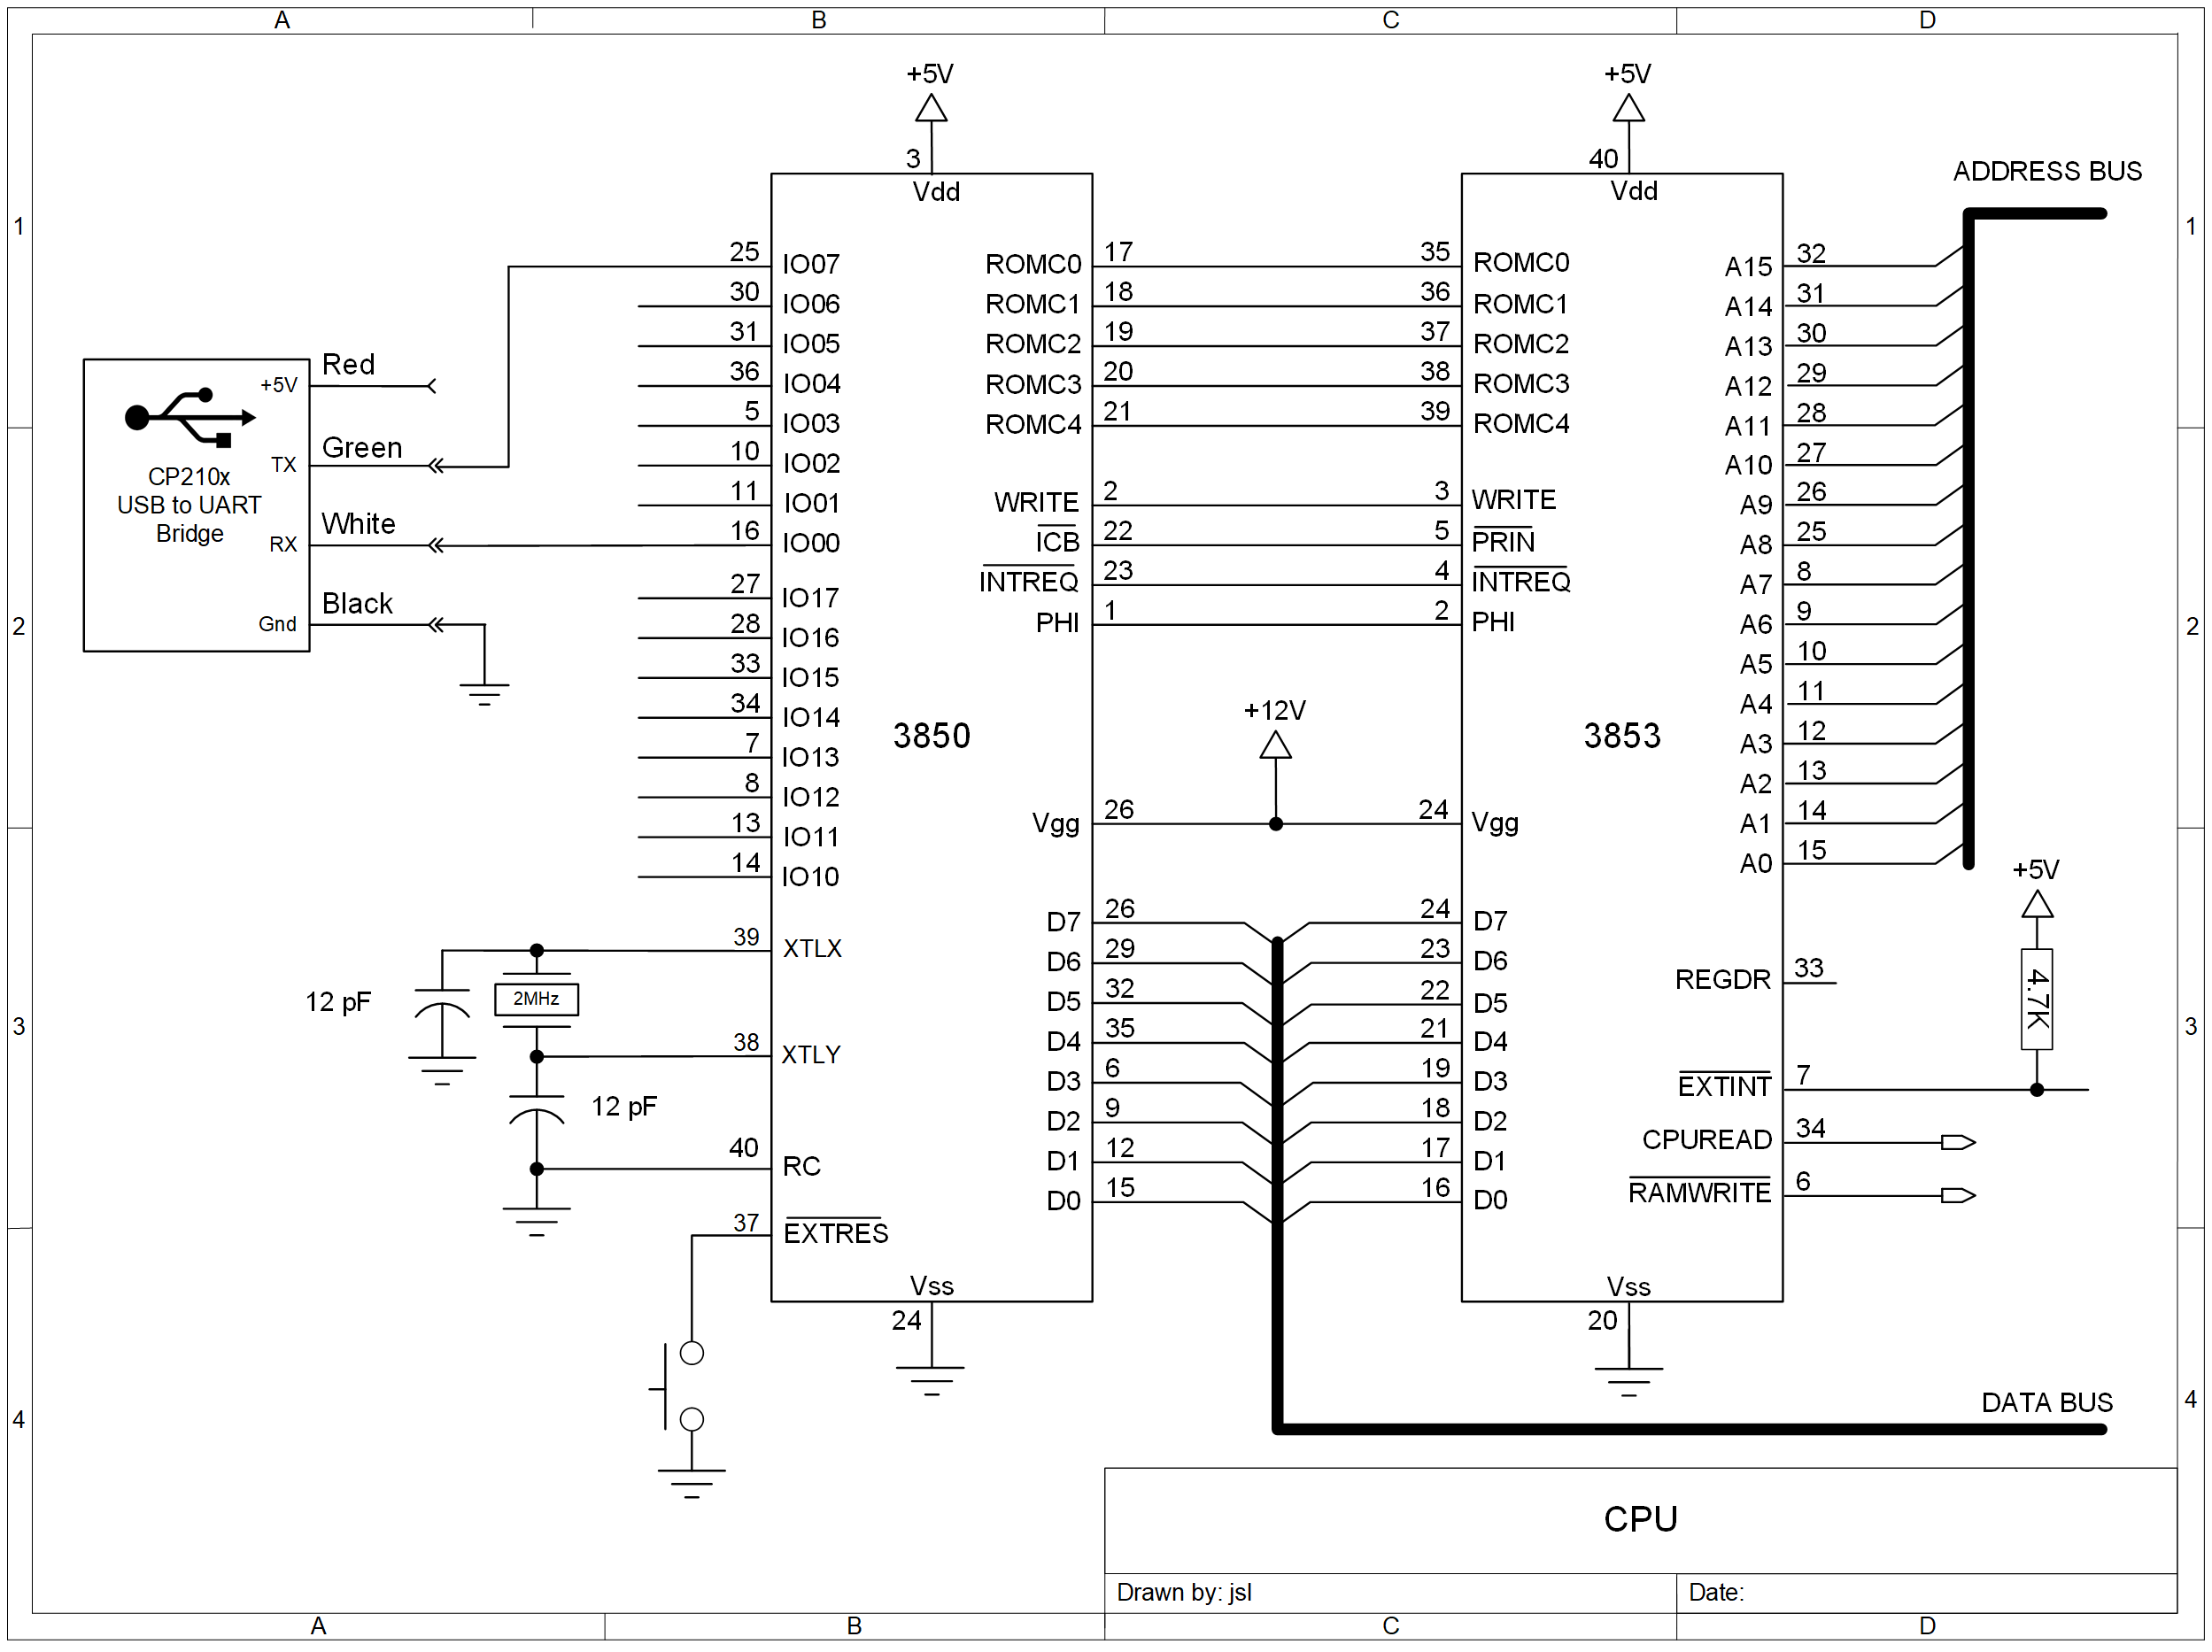 A B C D
+5V +5V
3 40
Vdd Vdd
ADDRESS BUS
1 1
25 IO07 ROMC0 17 35 ROMC0 A15 32
30 IO06 ROMC1 18 36 ROMC1 A14 31
31 IO05 ROMC2 19 37 ROMC2 A13 30
Red
+5V
36 IO04 ROMC3 20 38 ROMC3 A12 29
5 IO03 ROMC4 21 39 ROMC4 A11 28
Green
TX
10 IO02 A10 27
CP210x
USB to UART
Bridge
11 IO01 WRITE 2 3 WRITE A9 26
White
RX
16 IO00 ICB 22 5 PRIN A8 25
27 IO17 INTREQ 23 4 INTREQ A7 8
Black
Gnd
2 2
28 IO16 PHI 1 2 PHI A6 9
33 IO15 A5 10
34 IO14 A4 11
+12V
3850 3853
7 IO13 A3 12
8 IO12 A2 13
13 IO11 Vgg 26 24 Vgg A1 14
14 IO10 A0 15
+5V
D7 26 24 D7
39 XTLX D6 29 23 D6
REGDR 33
4.7K
12 pF
2MHz
D5 32 22 D5
3 3
38 XTLY D4 35 21 D4
D3 6 19 D3
EXTINT 7
12 pF
D2 9 18 D2
CPUREAD 34
40 RC D1 12 17 D1
D0 15 16 D0
RAMWRITE 6
37 EXTRES
Vss Vss
24 20
4 4
DATA BUS
CPU
Drawn by: jsl
Date:
A B C D